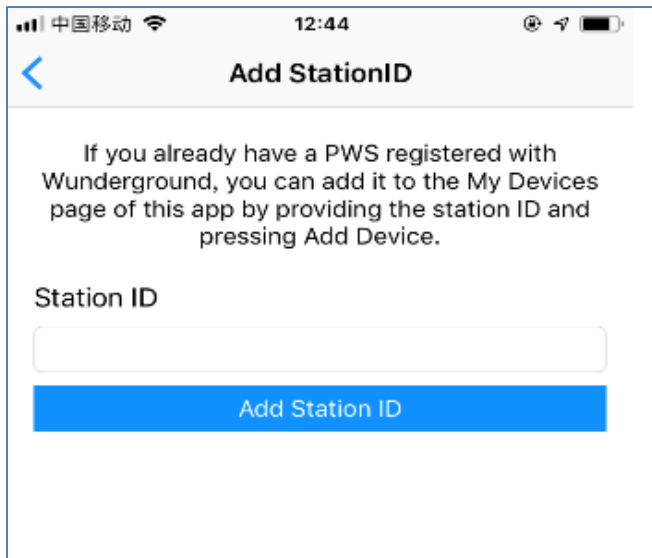 中国移动 12:44
Add StationID
If you already have a PWS registered with
Wunderground, you can add it to the My Devices
page of this app by providing the station ID and
pressing Add Device.
Station ID
Add Station ID